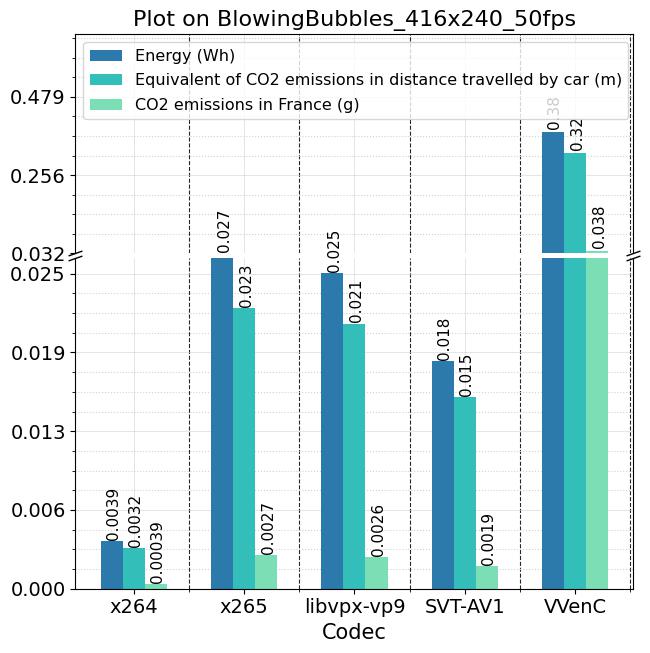 Plot on BlowingBubbles_416x240_50fps
Energy (Wh)
Equivalent of CO2 emissions in distance travelled by car (m)
CO2 emissions in France (g)
0.479
0.256
0.032
0.025
0.019
0.013
0.006
0.000
0.0039
0.0032
0.00039
0.027
0.023
0.0027
0.025
0.021
0.0026
0.018
0.015
0.0019
0.38
0.32
0.038
x264
x265
libvpx-vp9
SVT-AV1
VVenC
Codec